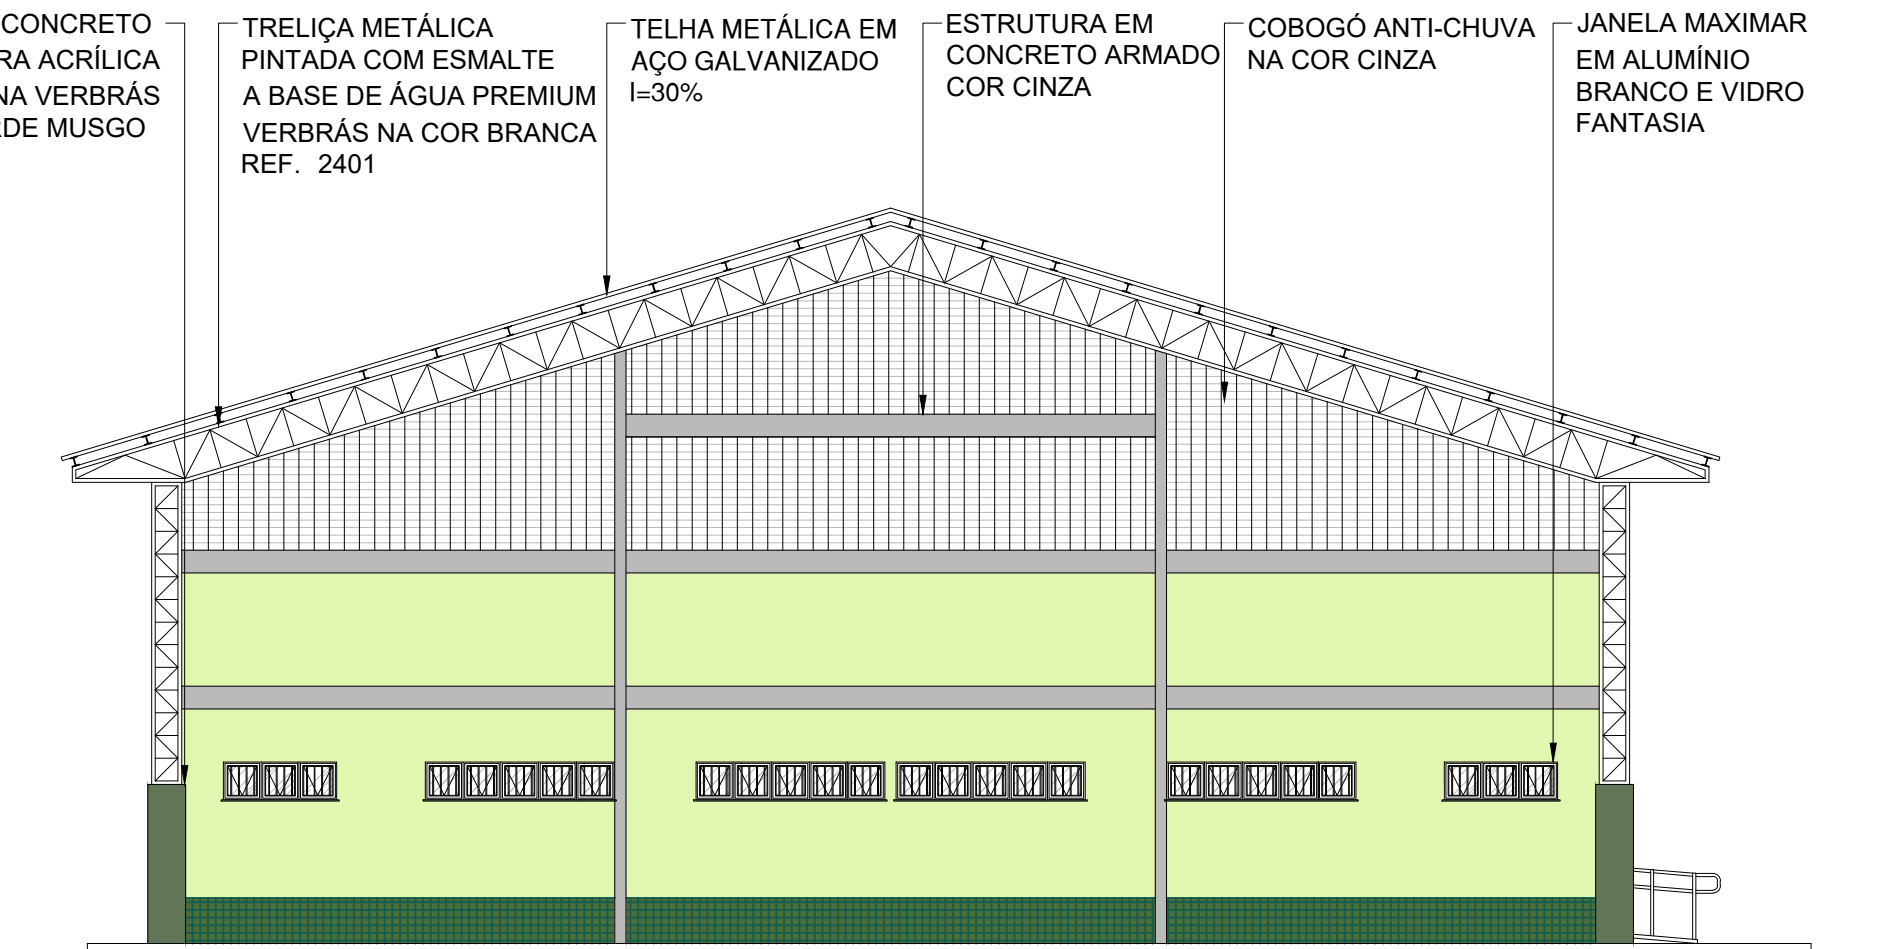 CONCRETO
RA ACRÍLICA
NA VERBRÁS
RDE MUSGO
TRELIÇA METÁLICA
PINTADA COM ESMALTE
A BASE DE ÁGUA PREMIUM
VERBRÁS NA COR BRANCA
REF. 2401
TELHA METÁLICA EM
AÇO GALVANIZADO
I=30%
ESTRUTURA EM
CONCRETO ARMADO
COR CINZA
COBOGÓ ANTI-CHUVA
NA COR CINZA
JANELA MAXIMAR
EM ALUMÍNIO
BRANCO E VIDRO
FANTASIA